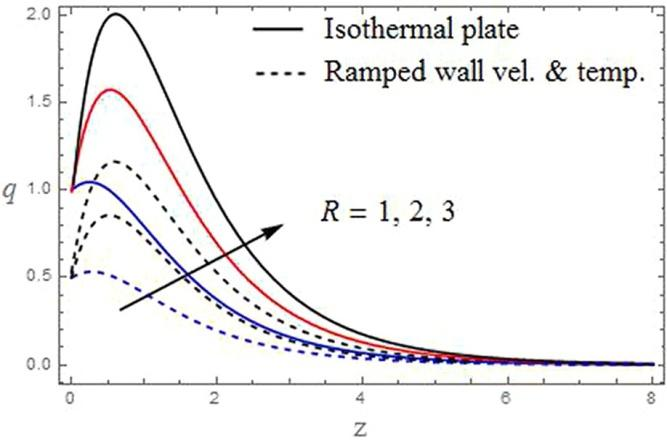 Isothermal plate
Ramped wall vel. & temp.
R = 1, 2, 3
q
2.0
1.5
1.0
0.5
0.0
0 2 4 6 8
z